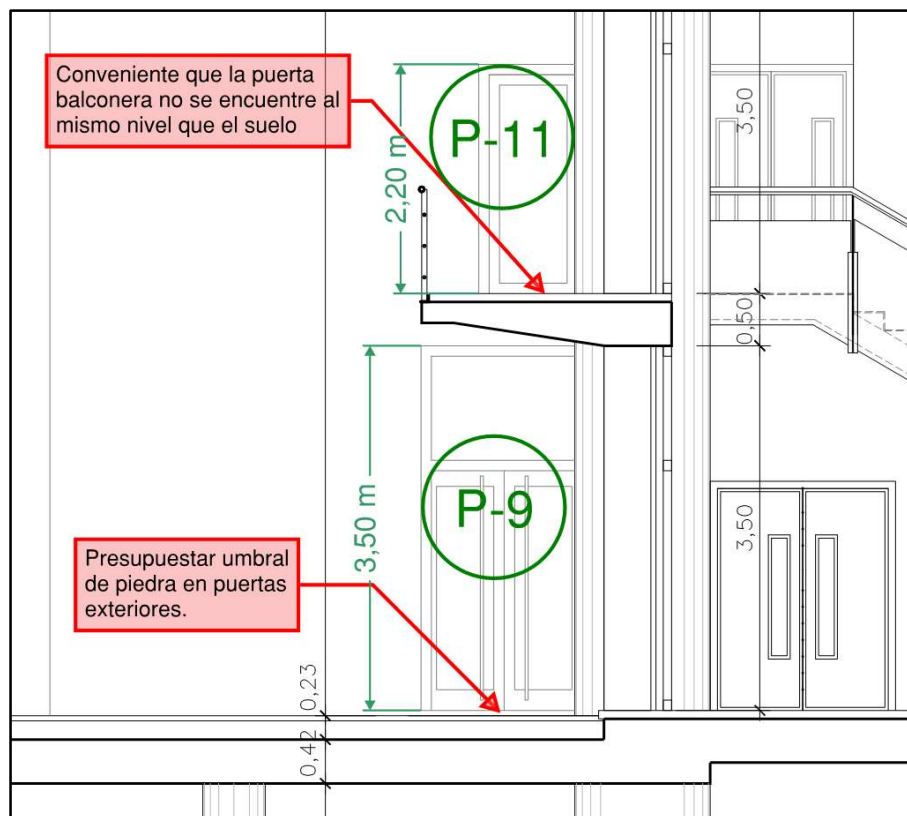 Conveniente que la puerta
balconera no se encuentre al
mismo nivel que el suelo
P-11
2,20 m
3,50
0,50
P-9
3,50 m
3,50
Presupuestar umbral
de piedra en puertas
exteriores.
0,23
0,42